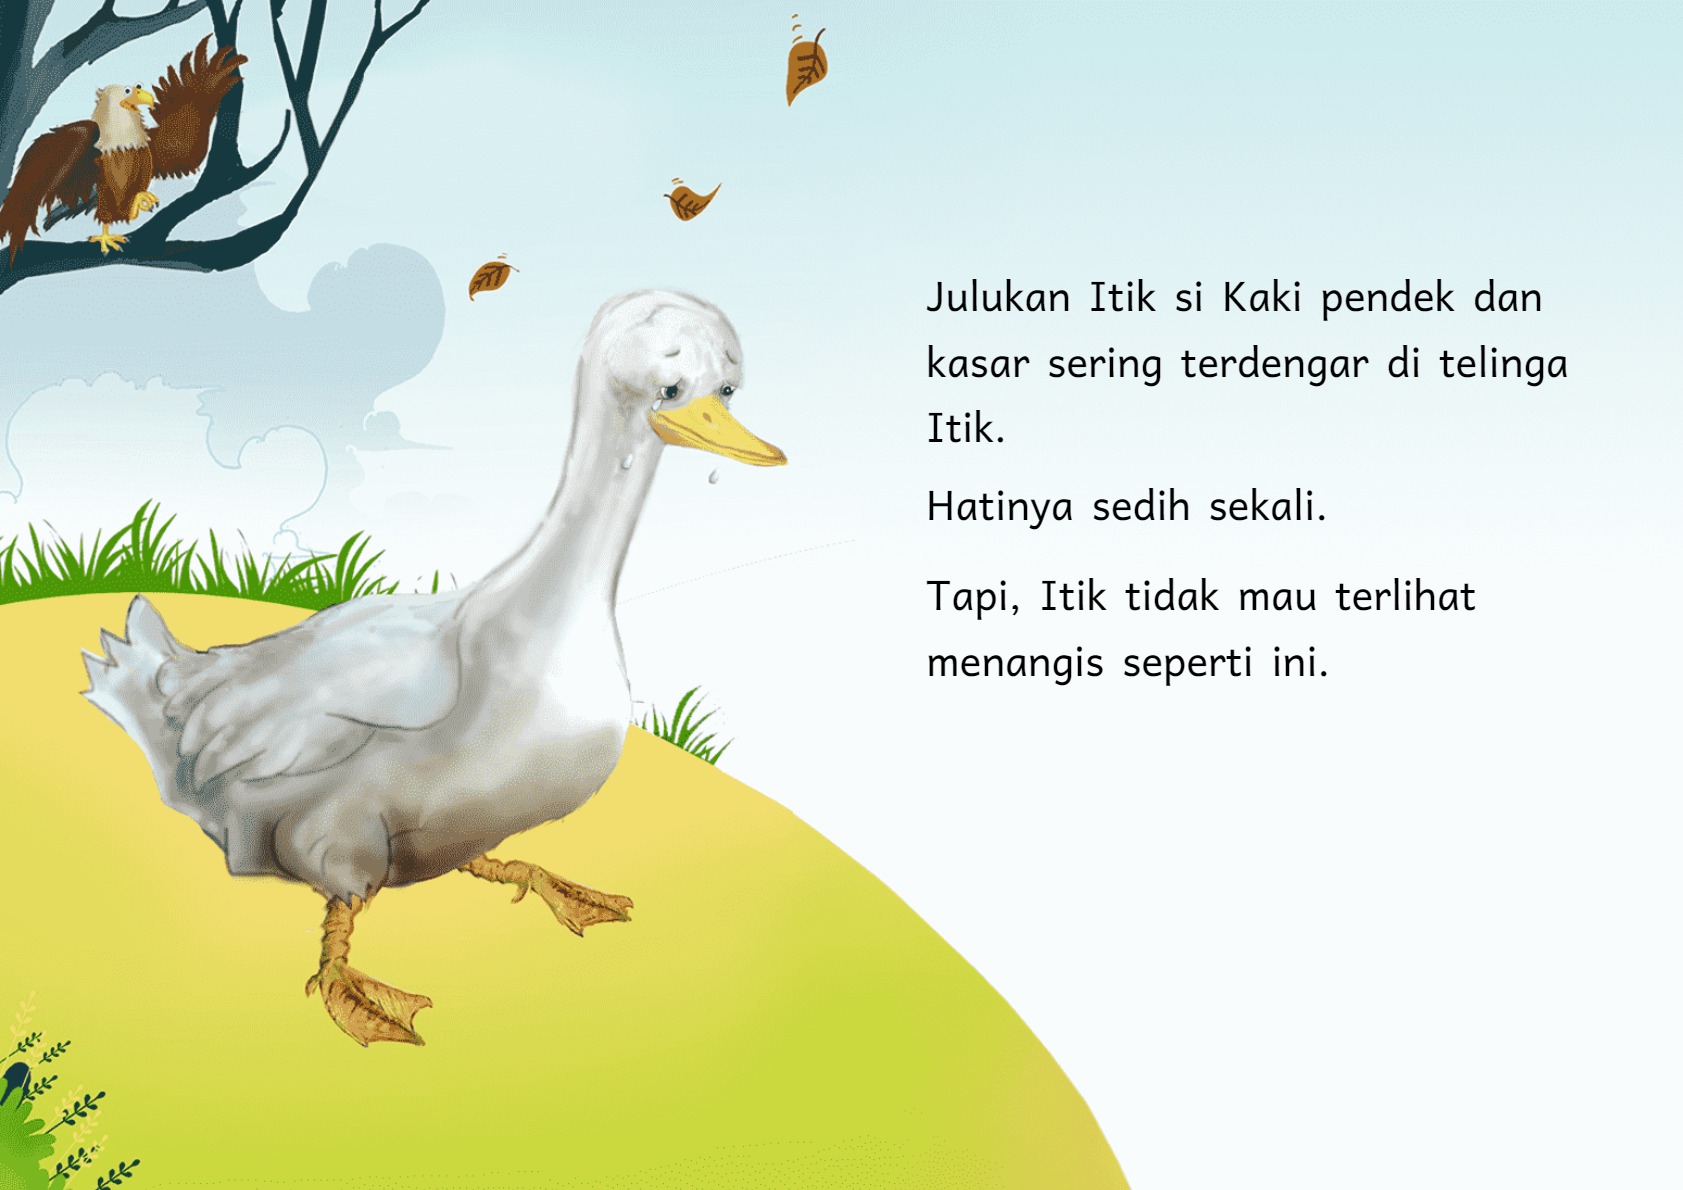 Julukan Itik si Kaki pendek dan
kasar sering terdengar di telinga
Itik.
Hatinya sedih sekali.
Tapi, Itik tidak mau terlihat
menangis seperti ini.